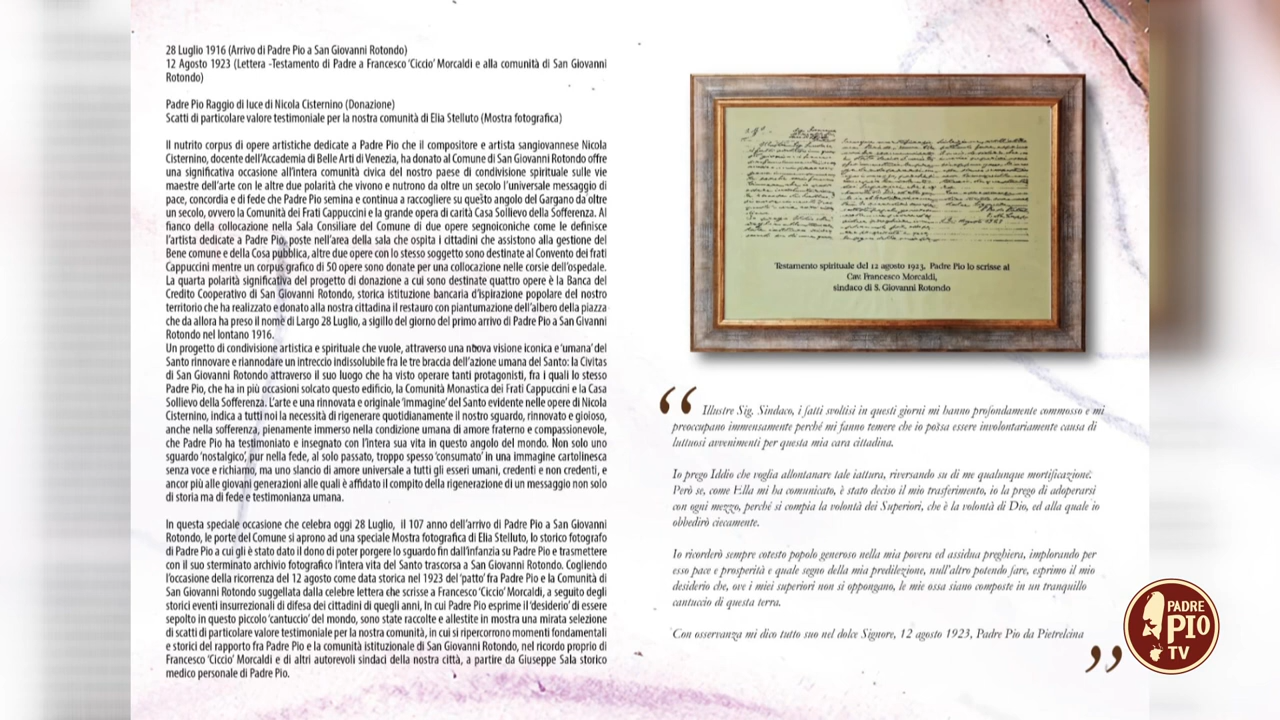 28 Luglio 1916 (Arrivo di Padre Pio a San Giovanni Rotondo)
12 Agosto 1923 (Lettera -Testamento di Padre a Francesco 'Ciccio' Morcaldi e alla comunità di San Giovanni
Rotondo)
Padre Pio Raggio di luce di Nicola Cisternino (Donazione)
Scatti di particolare valore testimoniale per la nostra comunità di Elia Stelluto (Mostra fotografica)
Il nutrito corpus di opere artistiche dedicate a Padre Pio che il compositore e artista sangiovannese Nicola
Cisternino, docente dell'Accademia di Belle Arti di Venezia, ha donato al Comune di San Giovanni Rotondo offre
una significativa occasione all'intera comunità civica del nostro paese di condivisione spirituale sulle vie
maestre dell'arte con le altre due polarità che vivono e nutrono da oltre un secolo l'universale messaggio di
pace, concordia e di fede che Padre Pio semina e continua a raccogliere su questo angolo del Gargano da oltre
un secolo, ovvero la Comunità dei Frati Cappuccini e la grande opera di carità Casa Sollievo della Sofferenza. Al
fianco della collocazione nella Sala Consiliare del Comune di due opere segnoiconiche come le definisce
l'artista dedicate a Padre Pio, poste nell'area della sala che ospita i cittadini che assistono alla gestione del
Bene comune e della Cosa pubblica, altre due opere con lo stesso soggetto sono destinate al Convento dei frati
Cappuccini mentre un corpus grafico di 50 opere sono donate per una collocazione nelle corsie dell'ospedale.
La quarta polarità significativa del progetto di donazione a cui sono destinate quattro opere è la Banca del
Credito Cooperativo di San Giovanni Rotondo, storica istituzione bancaria d'ispirazione popolare del nostro
territorio che ha realizzato e donato alla nostra cittadina il restauro con piantumazione dell'albero della piazza
che da allora ha preso il nome di Largo 28 Luglio, a sigillo del giorno del primo arrivo di Padre Pio a San Givanni
Rotondo nel lontano 1916.
Un progetto di condivisione artistica e spirituale che vuole, attraverso una nuova visione iconica e 'umana' del
Santo rinnovare e riannodare un intreccio indissolubile fra le tre braccia dell'azione umana del Santo: la Civitas
di San Giovanni Rotondo attraverso il suo luogo che ha visto operare tanti protagonisti, fra i quali lo stesso
Padre Pio, che ha in più occasioni solcato questo edificio, la Comunità Monastica dei Frati Cappuccini e la Casa
Sollievo della Sofferenza. L'arte e una rinnovata e originale 'immagine' del Santo evidente nelle opere di Nicola
Cisternino, indica a tutti noi la necessità di rigenerare quotidianamente il nostro sguardo, rinnovato e gioioso,
anche nella sofferenza, pienamente immerso nella condizione umana di amore fraterno e compassionevole,
che Padre Pio ha testimoniato e insegnato con l'intera sua vita in questo angolo del mondo. Non solo uno
sguardo 'nostalgico', pur nella fede, al solo passato, troppo spesso 'consumato' in una immagine cartolinesca
senza voce e richiamo, ma uno slancio di amore universale a tutti gli esseri umani, credenti e non credenti, e
ancor più alle giovani generazioni alle quali è affidato il compito della rigenerazione di un messaggio non solo
di storia ma di fede e testimonianza umana.
In questa speciale occasione che celebra oggi 28 Luglio, il 107 anno dell'arrivo di Padre Pio a San Giovanni
Rotondo, le porte del Comune si aprono ad una speciale Mostra fotografica di Elia Stelluto, lo storico fotografo
di Padre Pio a cui gli è stato dato il dono di poter porgere lo sguardo fin dall'infanzia su Padre Pio e trasmettere
con il suo sterminato archivio fotografico l'intera vita del Santo trascorsa a San Giovanni Rotondo. Cogliendo
l'occasione della ricorrenza del 12 agosto come data storica nel 1923 del 'patto' fra Padre Pio e la Comunità di
San Giovanni Rotondo suggellata dalla celebre lettera che scrisse a Francesco 'Ciccio' Morcaldi, a seguito degli
storici eventi insurrezionali di difesa dei cittadini di quegli anni, In cui Padre Pio esprime il 'desiderio' di essere
sepolto in questo piccolo 'cantuccio' del mondo, sono state raccolte e allestite in mostra una mirata selezione
di scatti di particolare valore testimoniale per la nostra comunità, in cui si ripercorrono momenti fondamentali
e storici del rapporto fra Padre Pio e la comunità istituzionale di San Giovanni Rotondo, nel ricordo proprio di
Francesco 'Ciccio' Morcaldi e di altri autorevoli sindaci della nostra città, a partire da Giuseppe Sala storico
medico personale di Padre Pio.
Testamento spirituale del 12 agosto 1923, Padre Pio lo scrisse al
Cav. Francesco Morcaldi,
sindaco di S. Giovanni Rotondo
“ Illustre Sig. Sindaco, i fatti svoltisi in questi giorni mi hanno profondamente commosso e mi
preoccupano immensamente perché mi fanno temere che io possa essere involontariamente causa di
luttuosi avvenimenti per questa mia cara cittadina.
Io prego Iddio che voglia allontanare tale iattura, riversando su di me qualunque mortificazione.
Però se, come Ella mi ha comunicato, è stato deciso il mio trasferimento, io la prego di adoperarsi
con ogni mezzo, perché si compia la volontà dei Superiori, che è la volontà di Dio, ed alla quale io
obbedirò ciecamente.
Io ricorderò sempre cotesto popolo generoso nella mia povera ed assidua preghiera, implorando per
esso pace e prosperità e quale segno della mia predilezione, null'altro potendo fare, esprimo il mio
desiderio che, ove i miei superiori non si oppongano, le mie ossa siano composte in un tranquillo
cantuccio di questa terra.
Con osservanza mi dico tutto suo nel dolce Signore, 12 agosto 1923, Padre Pio da Pietrelcina
”
PADRE
PIO
TV